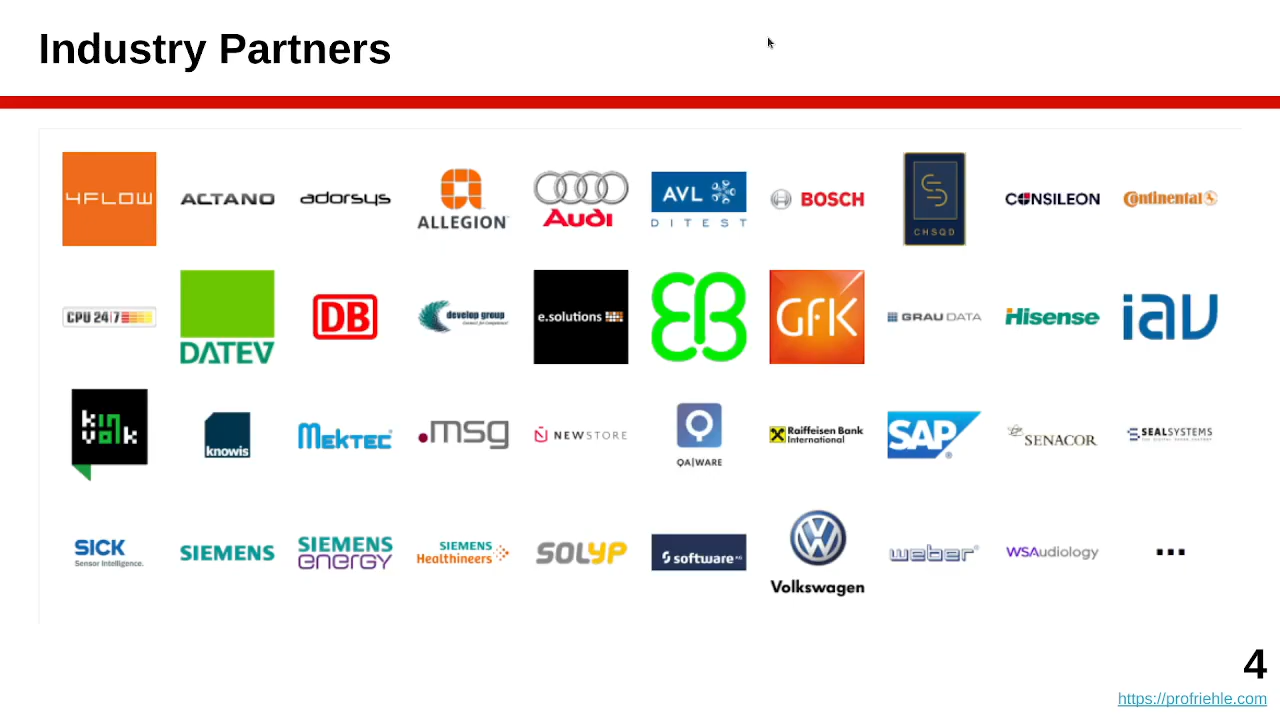 Industry Partners
4FLOW
ACTANO
adorsys
ALLEGION
Audi
AVL
DITEST
BOSCH
CHSQD
CONSILEON
Continental
CPU 24|7
DATEV
DB
develop group
e.solutions
EB
GfK
GRAU DATA
Hisense
iav
kinvolk
knowis
MEKTEC
.msg
NEWSTORE
QA|WARE
Raiffeisen Bank
International
SAP
SENACOR
SEALSYSTEMS
SICK
Sensor Intelligence.
SIEMENS
SIEMENS
energy
SIEMENS
Healthineers
SOLYP
software AG
Volkswagen
weber
WSAudiology
...
4
https://profriehle.com